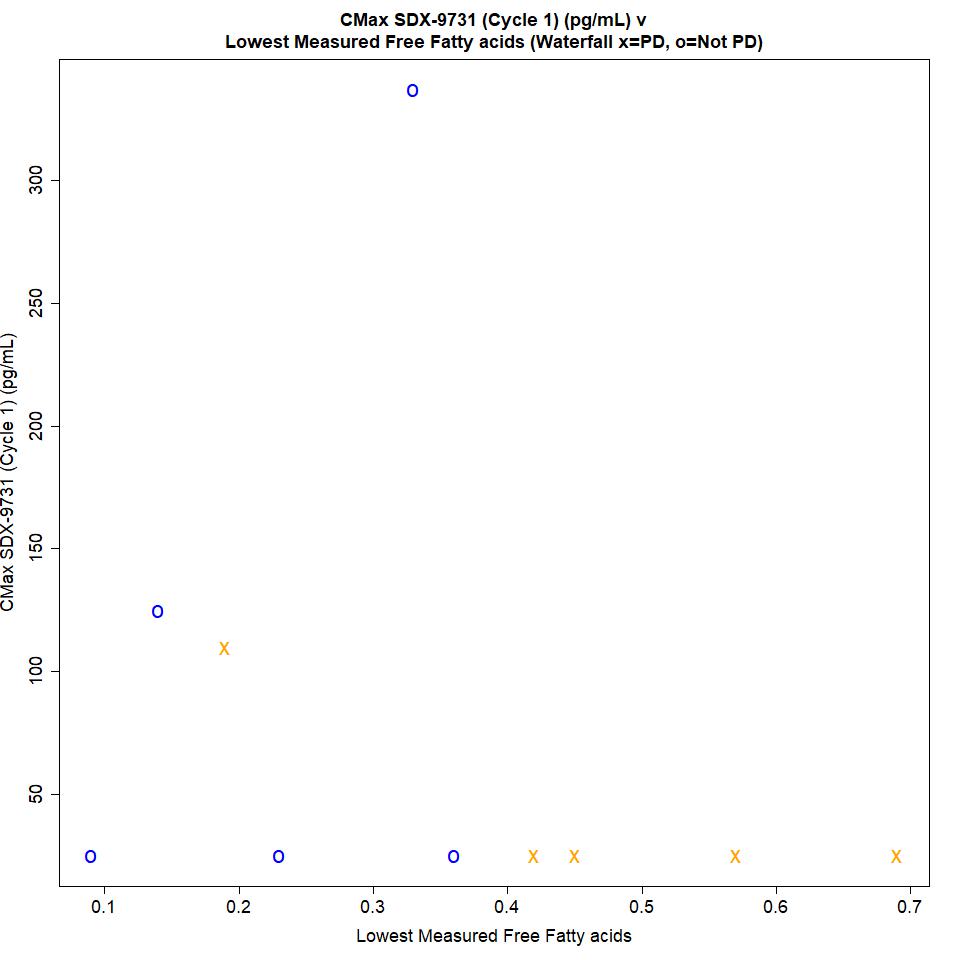 CMax SDX-9731 (Cycle 1) (pg/mL) v
Lowest Measured Free Fatty acids (Waterfall x=PD, o=Not PD)
CMax SDX-9731 (Cycle 1) (pg/mL)
300
250
200
150
100
50
o
o
x
o
o
o
x
x
x
x
0.1 0.2 0.3 0.4 0.5 0.6 0.7
Lowest Measured Free Fatty acids